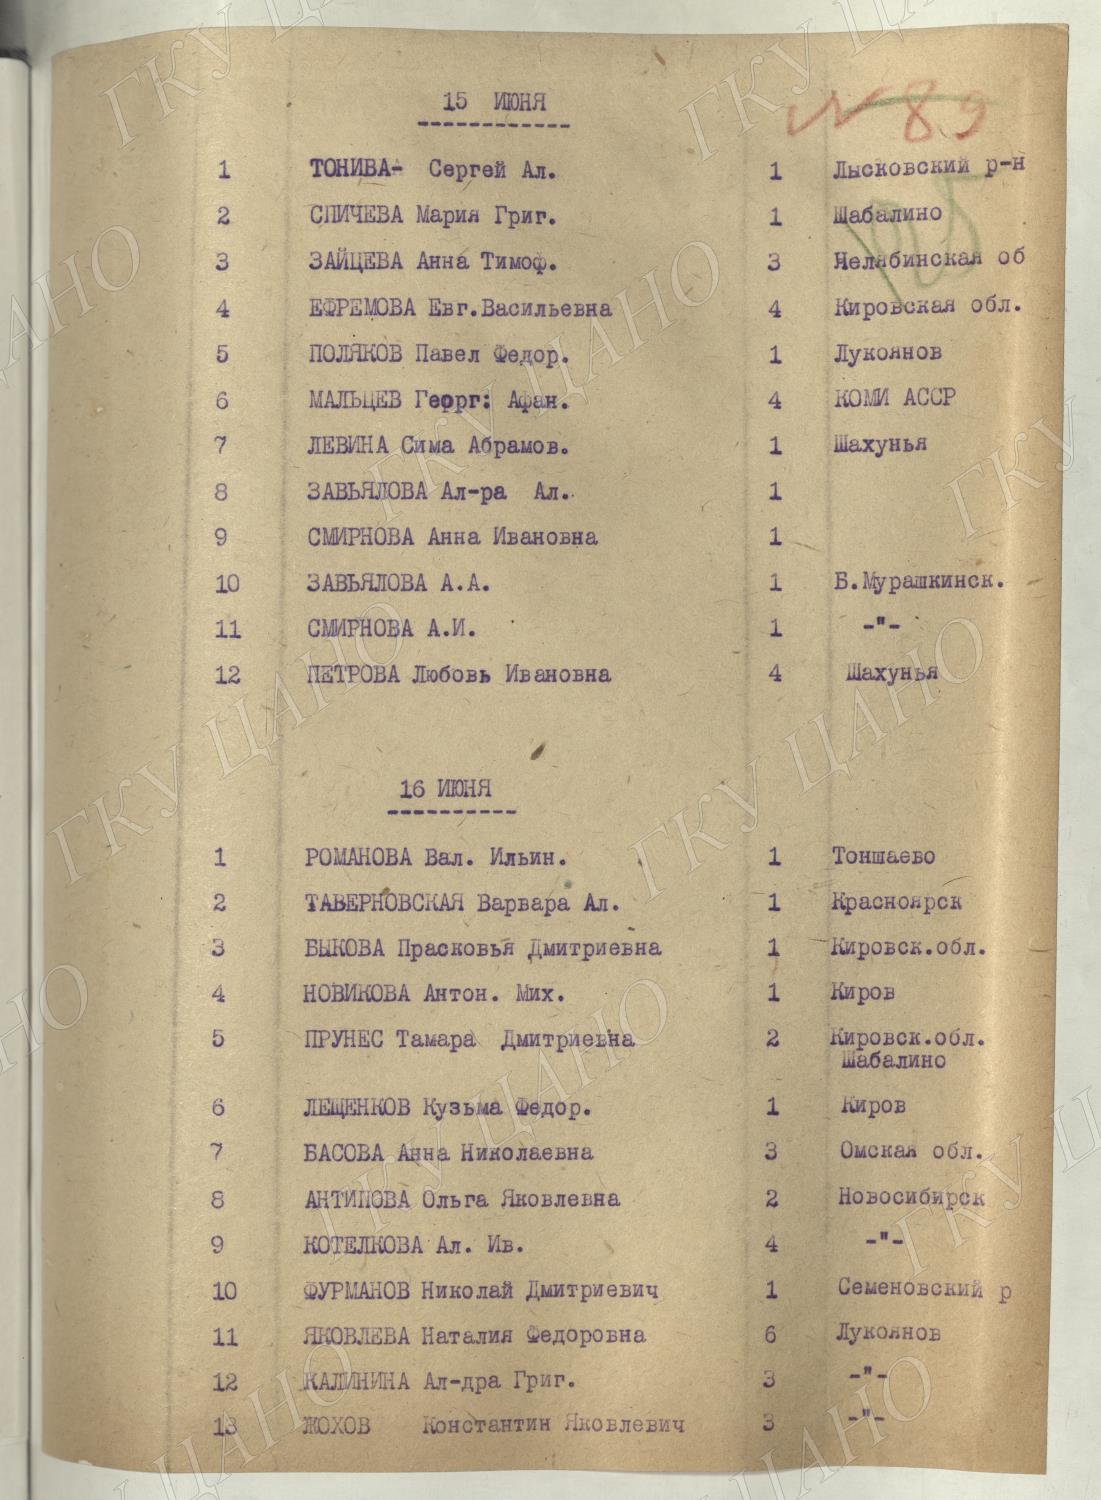 № 89
105
15 ИЮНЯ
1 ТОНИВА- Сергей Ал. 1 Лысковский р-н
2 СПИЧЕВА Мария Григ. 1 Шабалино
3 ЗАЙЦЕВА Анна Тимоф. 3 Челябинская об
4 ЕФРЕМОВА Евг.Васильевна 4 Кировская обл.
5 ПОЛЯКОВ Павел Федор. 1 Лукоянов
6 МАЛЬЦЕВ Георг: Афан. 4 КОМИ АССР
7 ЛЕВИНА Сима Абрамов. 1 Шахунья
8 ЗАВЬЯЛОВА Ал-ра Ал. 1
9 СМИРНОВА Анна Ивановна 1
10 ЗАВЬЯЛОВА А.А. 1 Б.Мурашкинск.
11 СМИРНОВА А.И. 1 -"-
12 ПЕТРОВА Любовь Ивановна 4 Шахунья
16 ИЮНЯ
1 РОМАНОВА Вал. Ильин. 1 Тоншаево
2 ТАВЕРНОВСКАЯ Варвара Ал. 1 Красноярск
3 БЫКОВА Прасковья Дмитриевна 1 Кировск.обл.
4 НОВИКОВА Антон. Мих. 1 Киров
5 ПРУНЕС Тамара Дмитриевна 2 Кировск.обл.
Шабалино
6 ЛЕЩЕНКОВ Кузьма Федор. 1 Киров
7 БАСОВА Анна Николаевна 3 Омская обл.
8 АНТИПОВА Ольга Яковлевна 2 Новосибирск
9 КОТЕЛКОВА Ал. Ив. 4 -"-
10 ФУРМАНОВ Николай Дмитриевич 1 Семеновский р
11 ЯКОВЛЕВА Наталия Федоровна 6 Лукоянов
12 КАЛИНИНА Ал-дра Григ. 3 -"-
13 ЖОХОВ Константин Яковлевич 3 -"-
ГКУ ЦАНО